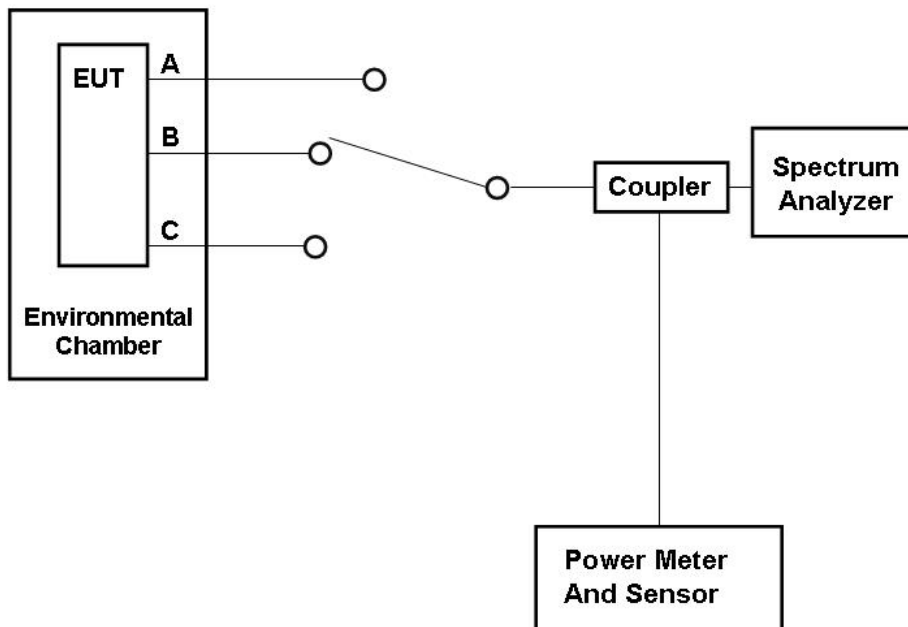 EUT
A
B
C
Environmental
Chamber
Coupler
Spectrum
Analyzer
Power Meter
And Sensor